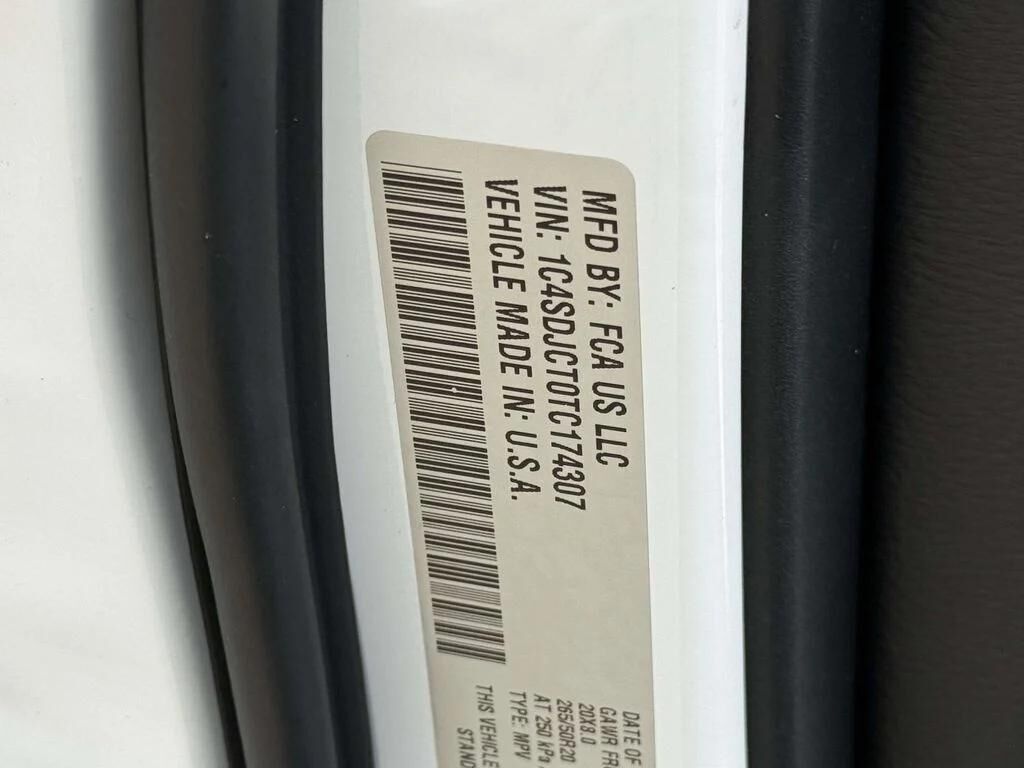 MFD BY: FCA US LLC
VIN: 1C4SDJCT0TC174307
VEHICLE MADE IN: U.S.A.
DATE OF
GAWR FR
20X8.0
265/50R20
AT 250 kPa
TYPE: MPV
THIS VEHICLE
STAND